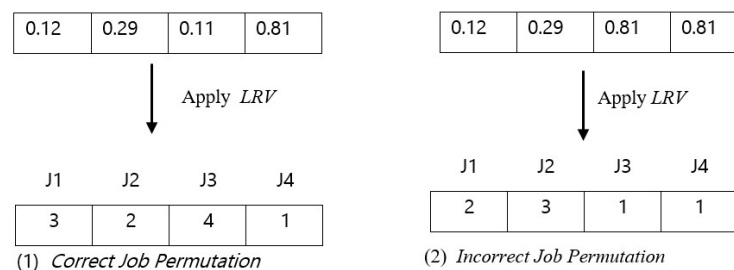 0.12 0.29 0.11 0.81
Apply LRV
J1 J2 J3 J4
3 2 4 1
(1) Correct Job Permutation
0.12 0.29 0.81 0.81
Apply LRV
J1 J2 J3 J4
2 3 1 1
(2) Incorrect Job Permutation